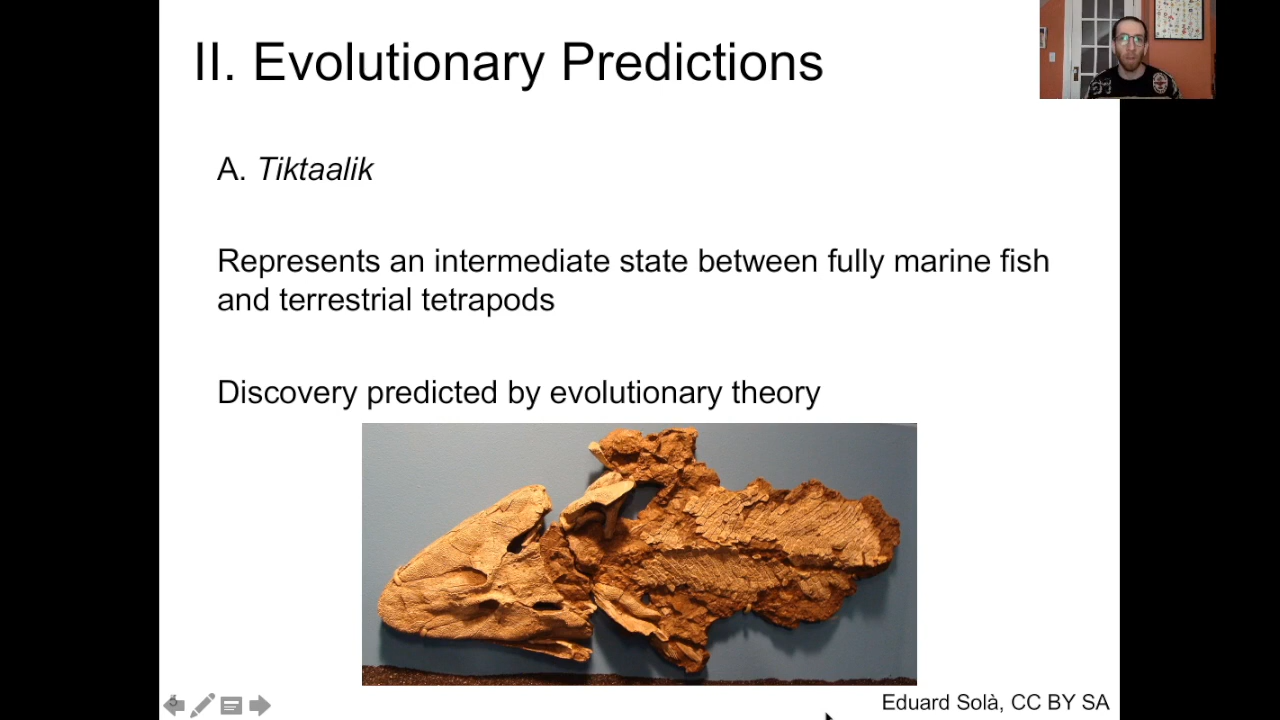 II. Evolutionary Predictions
A. Tiktaalik
Represents an intermediate state between fully marine fish
and terrestrial tetrapods
Discovery predicted by evolutionary theory
5
Eduard Solà, CC BY SA